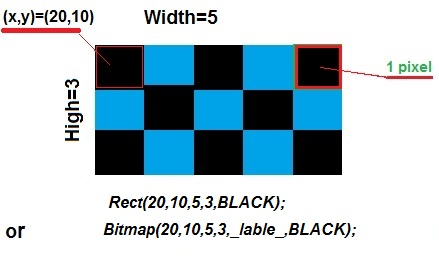 (x,y)=(20,10)
Width=5
1 pixel
High=3
Rect(20,10,5,3,BLACK);
or
Bitmap(20,10,5,3,_lable_,BLACK);